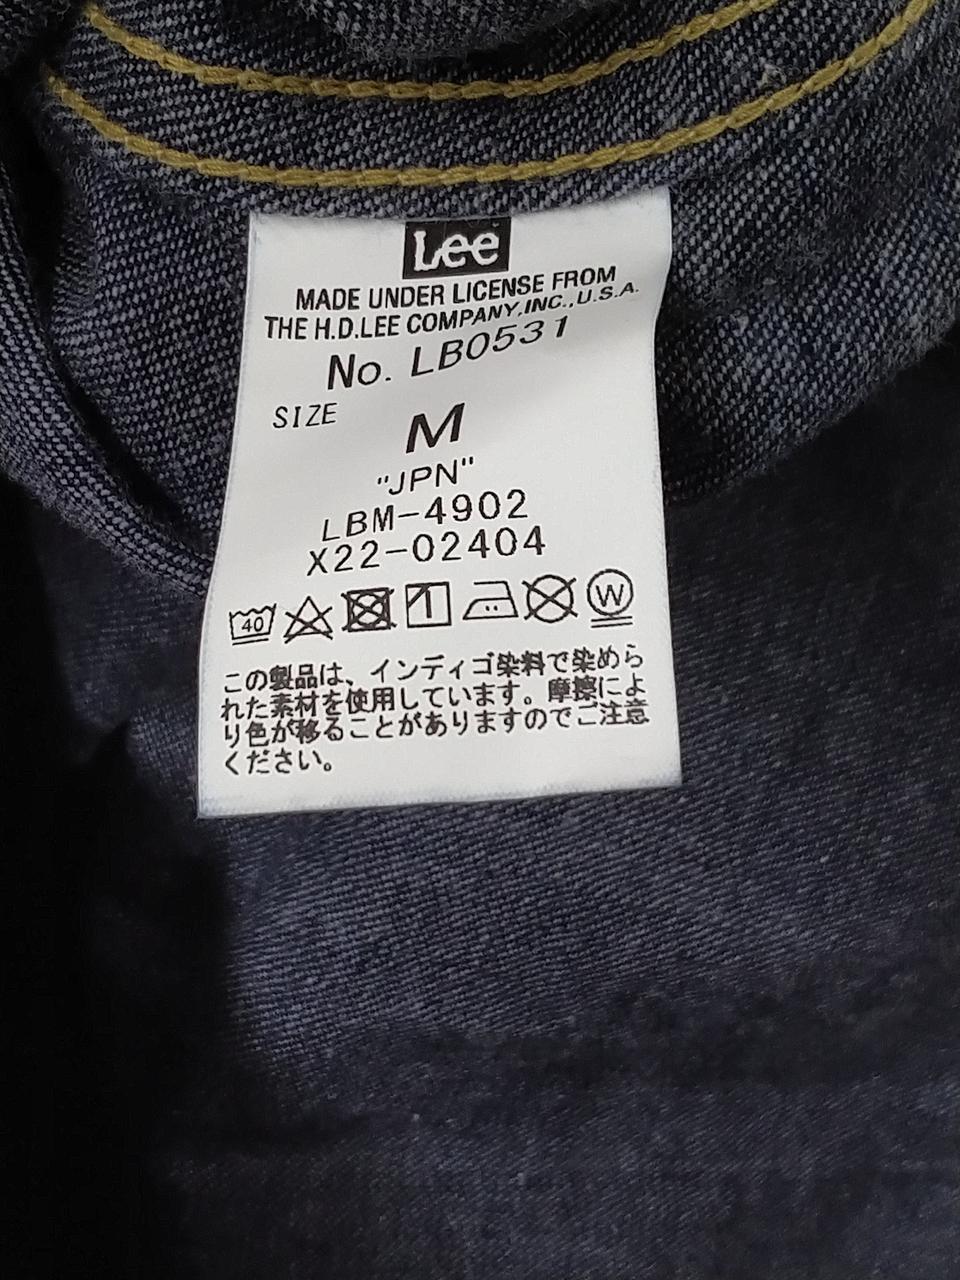 Lee
MADE UNDER LICENSE FROM
THE H.D.LEE COMPANY,INC.,U.S.A.
No. LB0531
SIZE
M
"JPN"
LBM-4902
X22-02404
40
W
この製品は、インディゴ染料で染めら
れた素材を使用しています。摩擦によ
り色が移ることがありますのでご注意
ください。